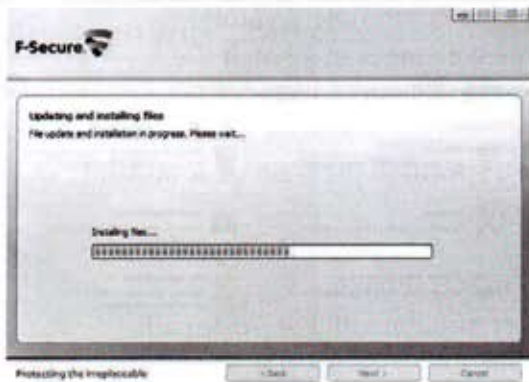 F-Secure
Updating and installing files
File update and installation in progress. Please wait...
Installing files...
Protecting the irreplaceable
< Back
Next >
Cancel